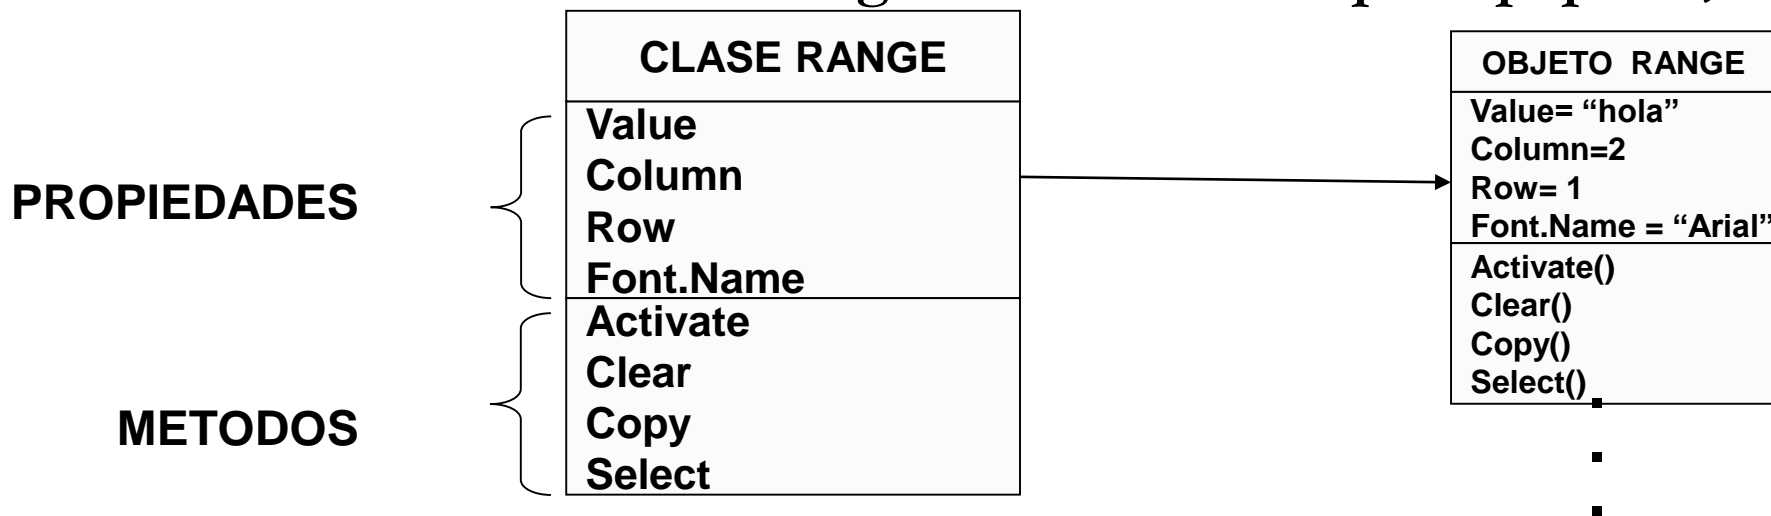 CLASE RANGE
Value
Column
Row
Font.Name
Activate
Clear
Copy
Select
PROPIEDADES
METODOS
OBJETO RANGE
Value= “hola”
Column=2
Row= 1
Font.Name = “Arial”
Activate()
Clear()
Copy()
Select()